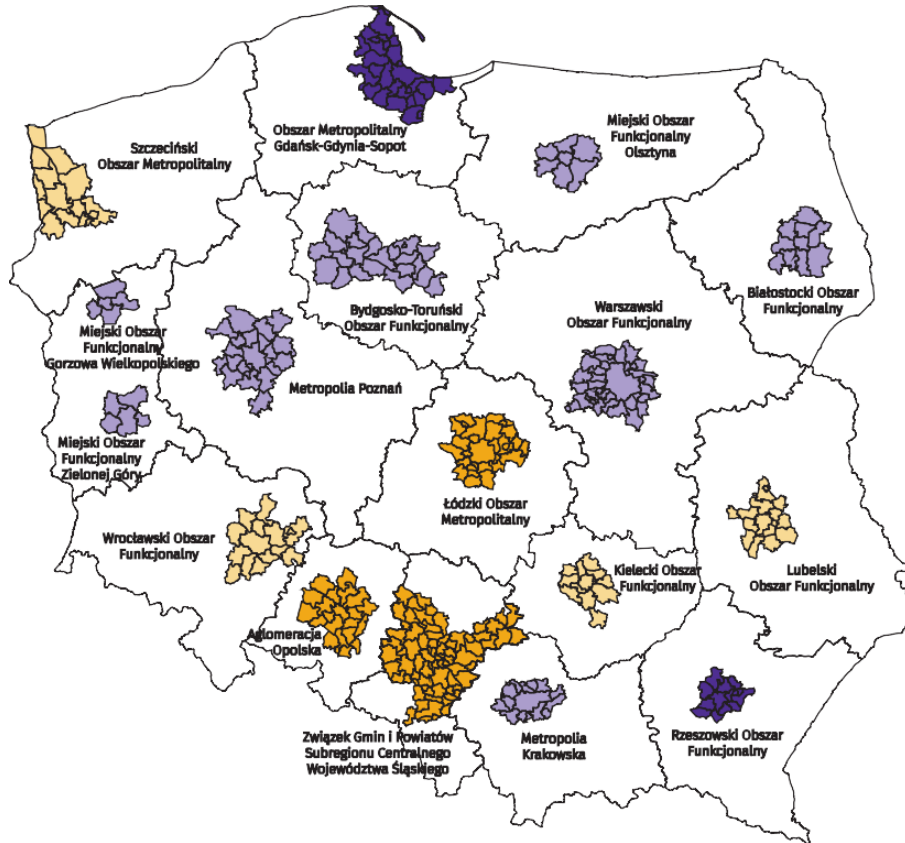 Obszar Metropolitalny
Gdańsk-Gdynia-Sopot
Miejski Obszar
Funkcjonalny
Olsztyna
Szczeciński
Obszar Metropolitalny
Białostocki Obszar
Funkcjonalny
Bydgosko-Toruński
Obszar Funkcjonalny
Warszawski
Obszar Funkcjonalny
Miejski Obszar
Funkcjonalny
Gorzowa Wielkopolskiego
Metropolia Poznań
Miejski Obszar
Funkcjonalny
Zielonej Góry
Łódzki Obszar
Metropolitalny
Wrocławski Obszar
Funkcjonalny
Kielecki Obszar
Funkcjonalny
Lubelski
Obszar Funkcjonalny
Aglomeracja
Opolska
Związek Gmin i Powiatów
Subregionu Centralnego
Województwa Śląskiego
Metropolia
Krakowska
Rzeszowski Obszar
Funkcjonalny